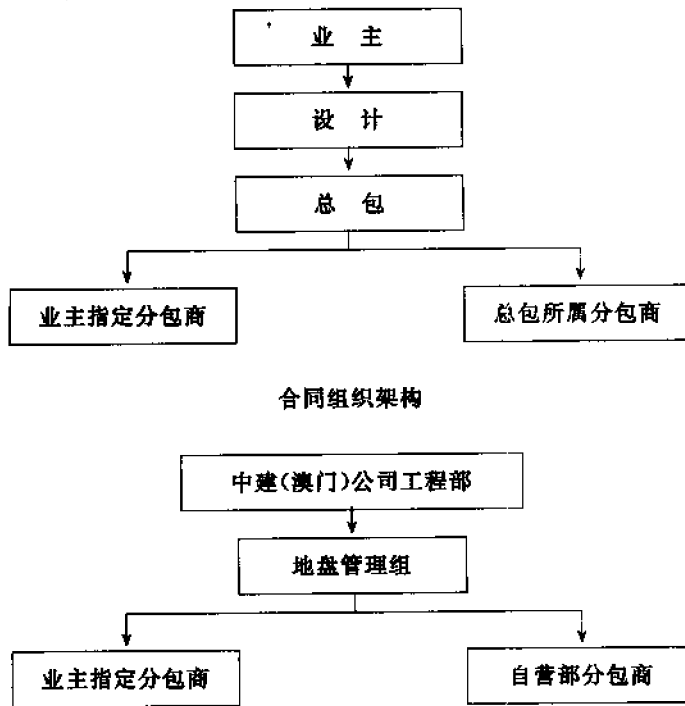 业 主
设 计
总 包
业主指定分包商 总包所属分包商
合同组织架构
中建(澳门)公司工程部
地盘管理组
业主指定分包商 自营部分包商